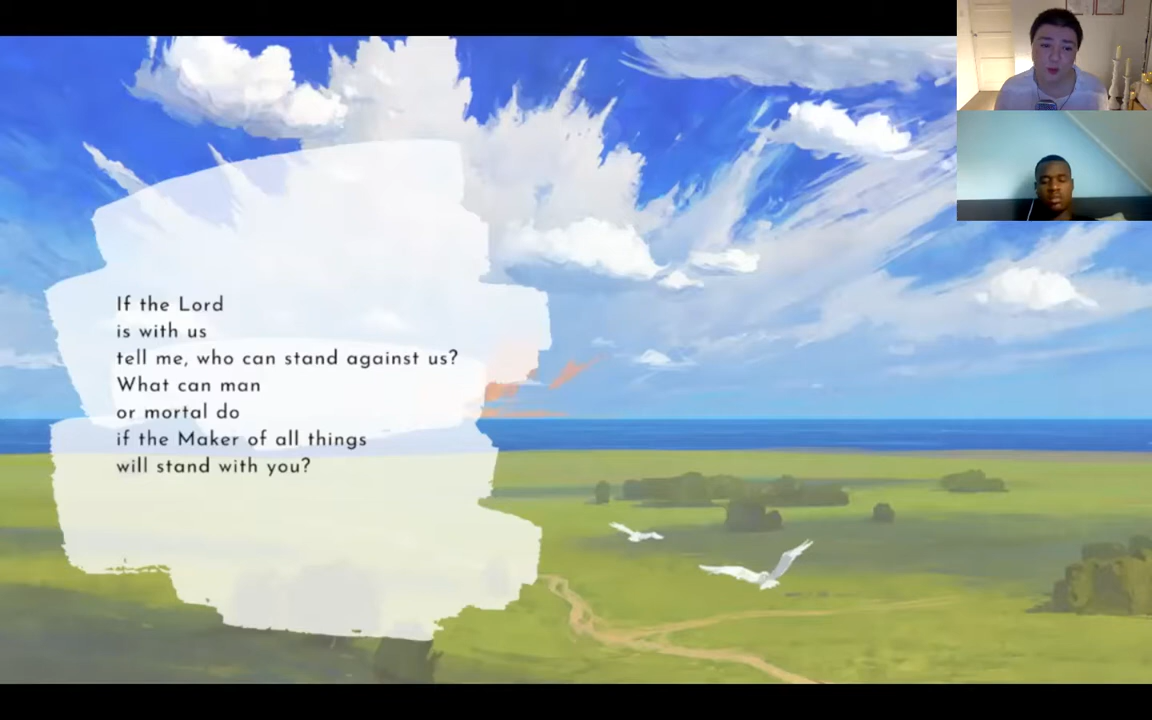 If the Lord
is with us
tell me, who can stand against us?
What can man
or mortal do
if the Maker of all things
will stand with you?